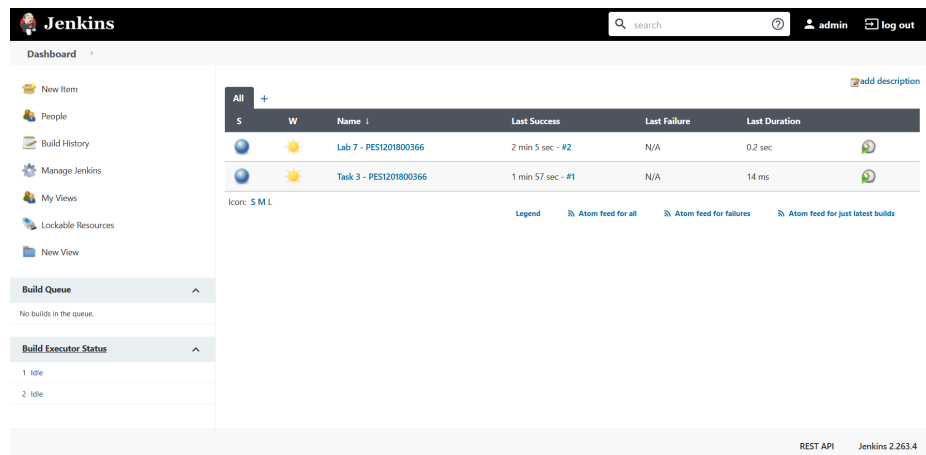 Jenkins
search
admin
log out
Dashboard
New Item
People
Build History
Manage Jenkins
My Views
Lockable Resources
New View
Build Queue
No builds in the queue.
Build Executor Status
1 Idle
2 Idle
add description
All +
S W Name ↓ Last Success Last Failure Last Duration
Lab 7 - PES1201800366 2 min 5 sec - #2 N/A 0.2 sec
Task 3 - PES1201800366 1 min 57 sec - #1 N/A 14 ms
Icon: S M L
Legend Atom feed for all Atom feed for failures Atom feed for just latest builds
REST API Jenkins 2.263.4